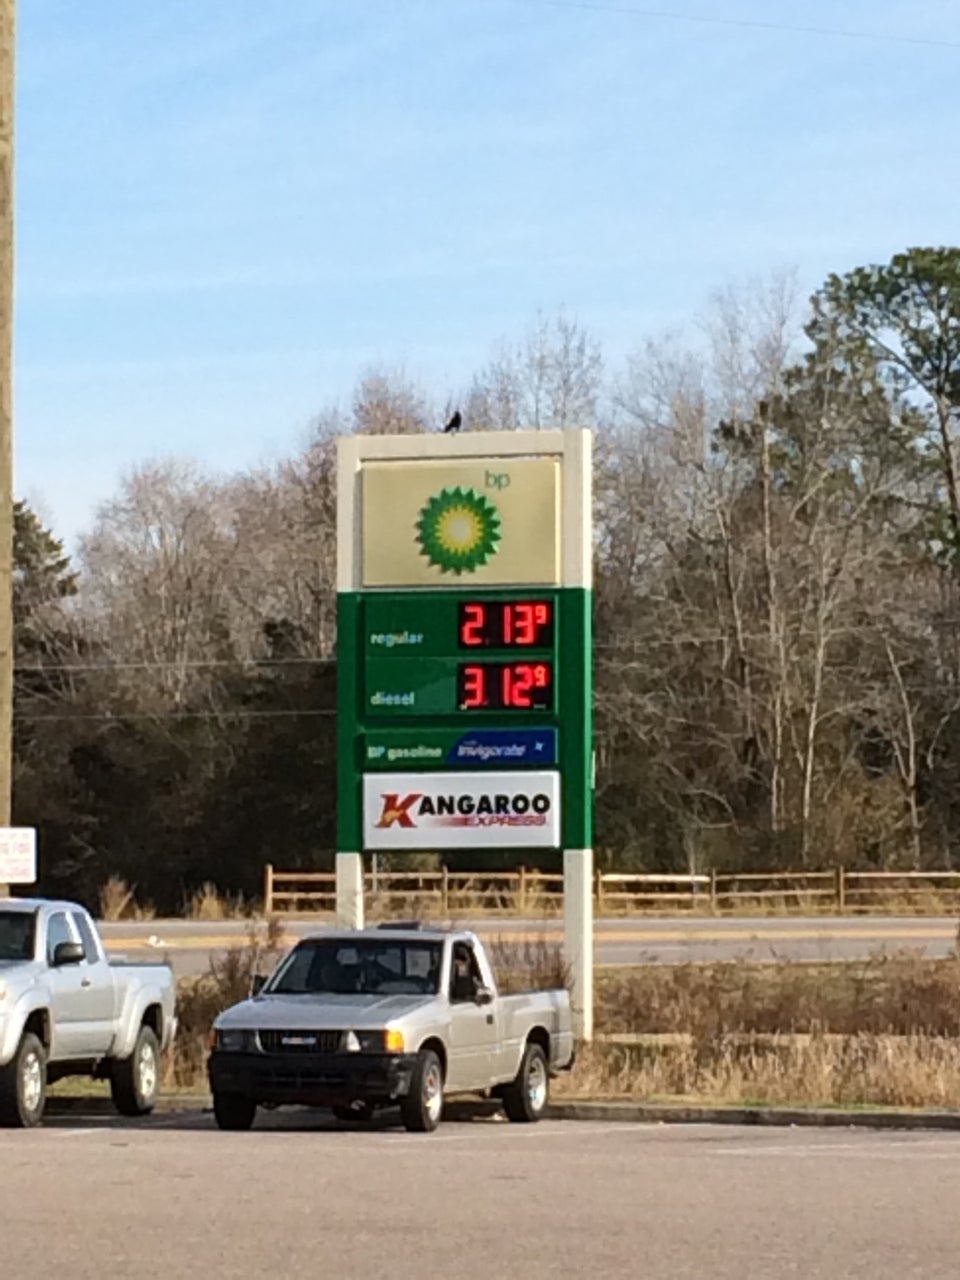 bp
regular 2.13⁹
diesel 3.12⁹
BP gasoline Invigorate
KANGAROO
EXPRESS